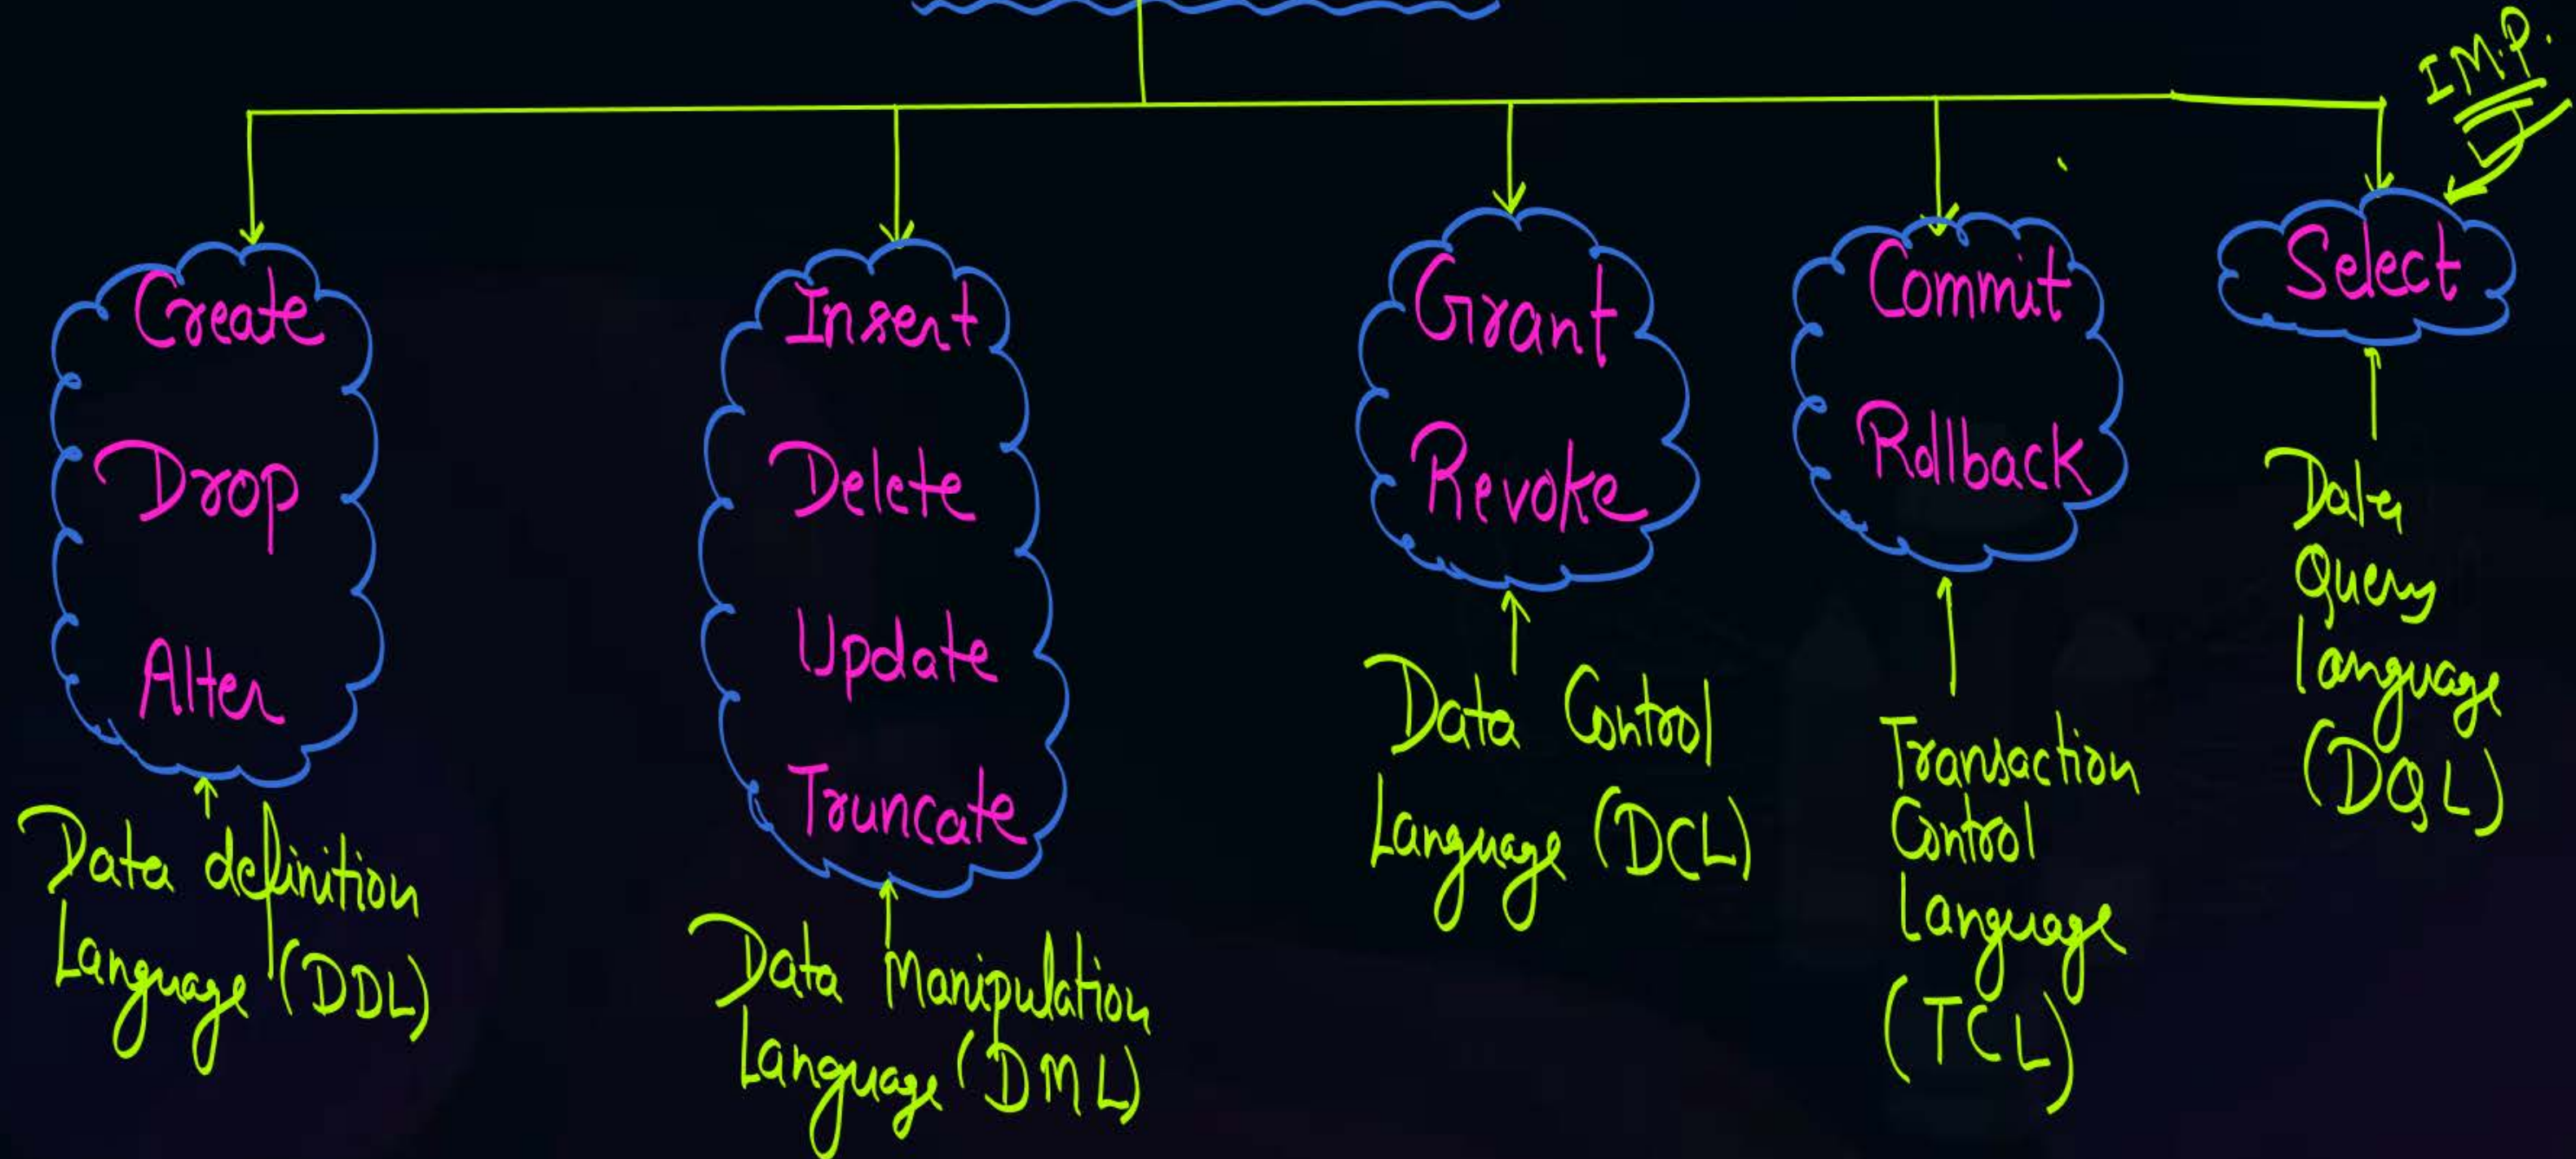 IMP.
Create
Drop
Alter
Data definition
Language (DDL)
Insert
Delete
Update
Truncate
Data Manipulation
Language (DML)
Grant
Revoke
Data Control
Language (DCL)
Commit
Rollback
Transaction
Control
Language
(TCL)
Select
Data
Query
Language
(DQL)